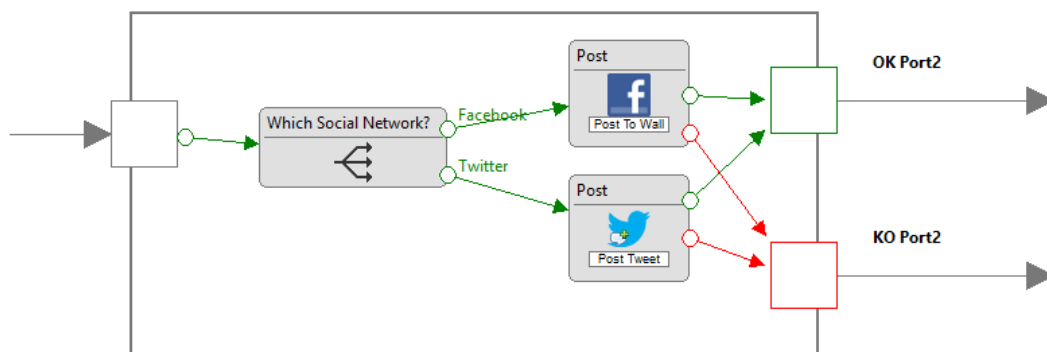 Which Social Network?
Facebook
Twitter
Post
Post To Wall
Post
Post Tweet
OK Port2
KO Port2